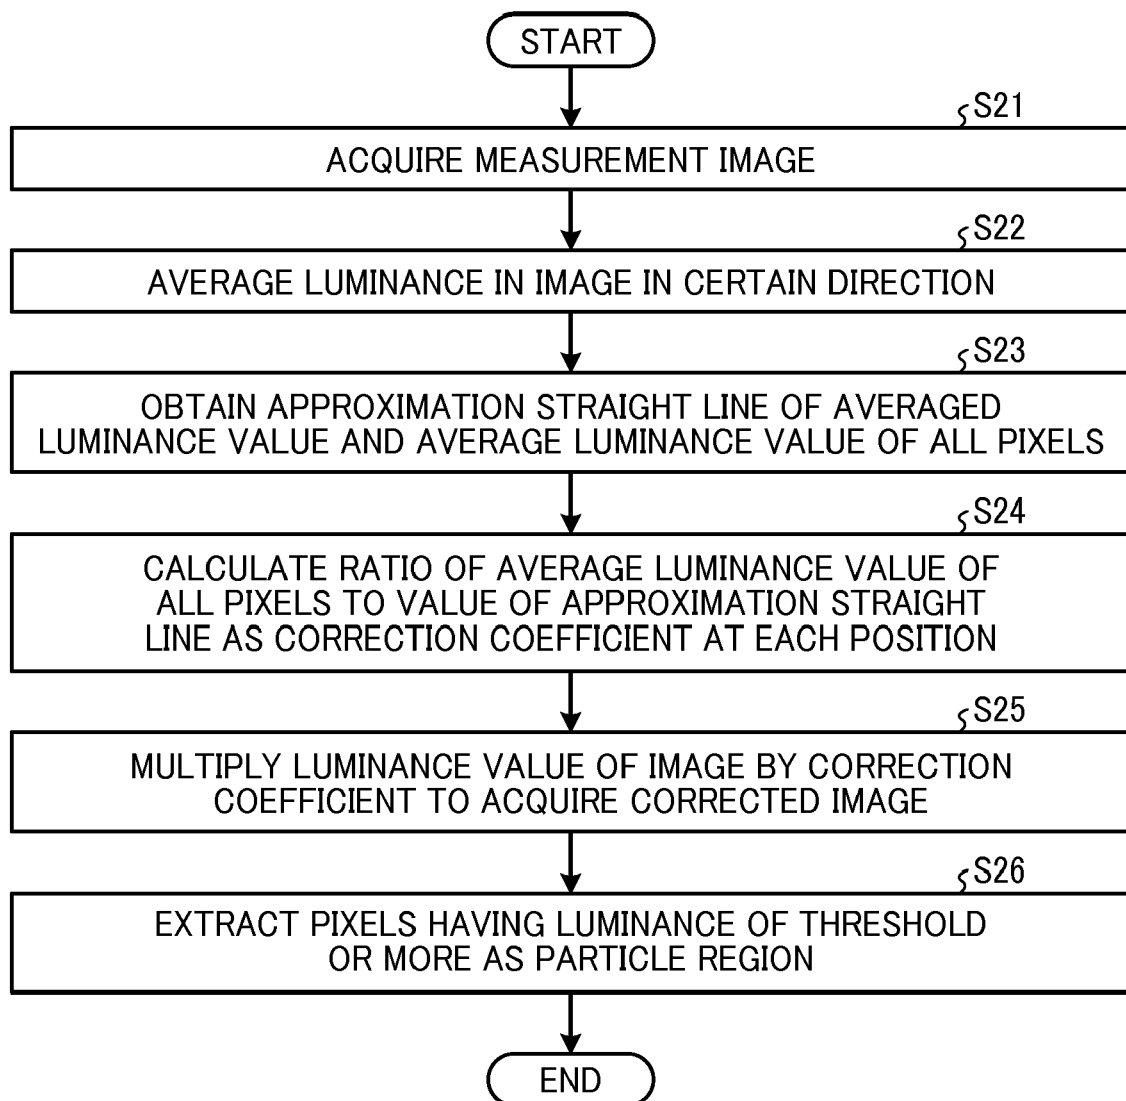 START
S21
ACQUIRE MEASUREMENT IMAGE
S22
AVERAGE LUMINANCE IN IMAGE IN CERTAIN DIRECTION
S23
OBTAIN APPROXIMATION STRAIGHT LINE OF AVERAGED
LUMINANCE VALUE AND AVERAGE LUMINANCE VALUE OF ALL PIXELS
S24
CALCULATE RATIO OF AVERAGE LUMINANCE VALUE OF
ALL PIXELS TO VALUE OF APPROXIMATION STRAIGHT
LINE AS CORRECTION COEFFICIENT AT EACH POSITION
S25
MULTIPLY LUMINANCE VALUE OF IMAGE BY CORRECTION
COEFFICIENT TO ACQUIRE CORRECTED IMAGE
S26
EXTRACT PIXELS HAVING LUMINANCE OF THRESHOLD
OR MORE AS PARTICLE REGION
END